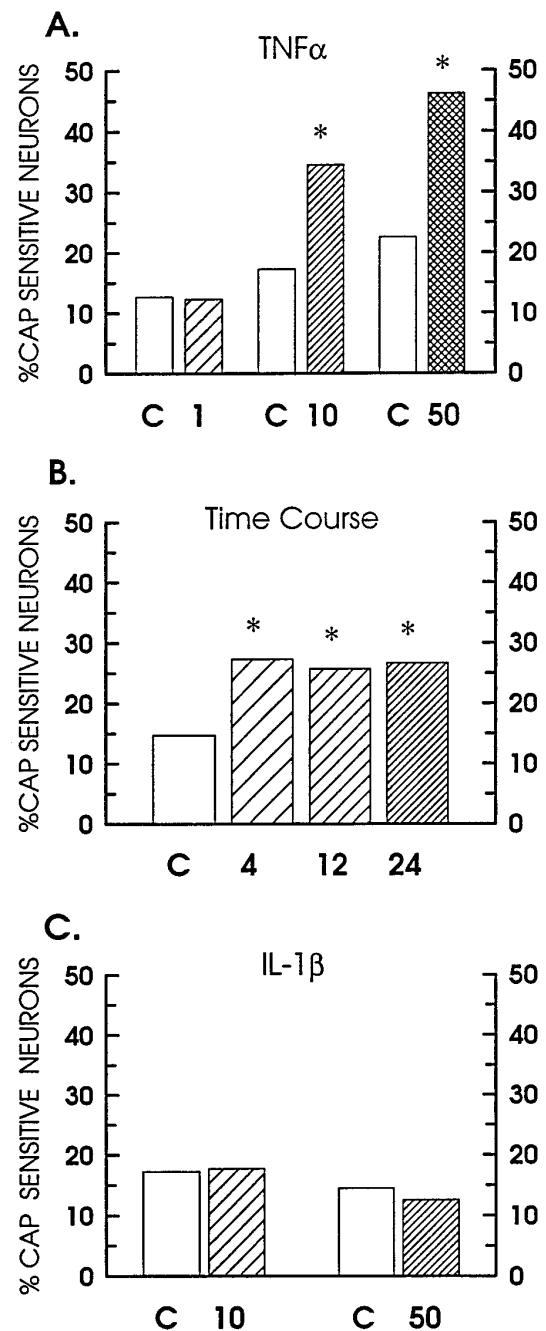 A.
TNFα
%CAP SENSITIVE NEURONS
50 50
40 40
30 30
20 20
10 10
0 0
* *
C 1 C 10 C 50
B.
Time Course
%CAP SENSITIVE NEURONS
50 50
40 40
30 30
20 20
10 10
0 0
* * *
C 4 12 24
C.
IL-1β
% CAP SENSITIVE NEURONS
50 50
40 40
30 30
20 20
10 10
0 0
C 10 C 50